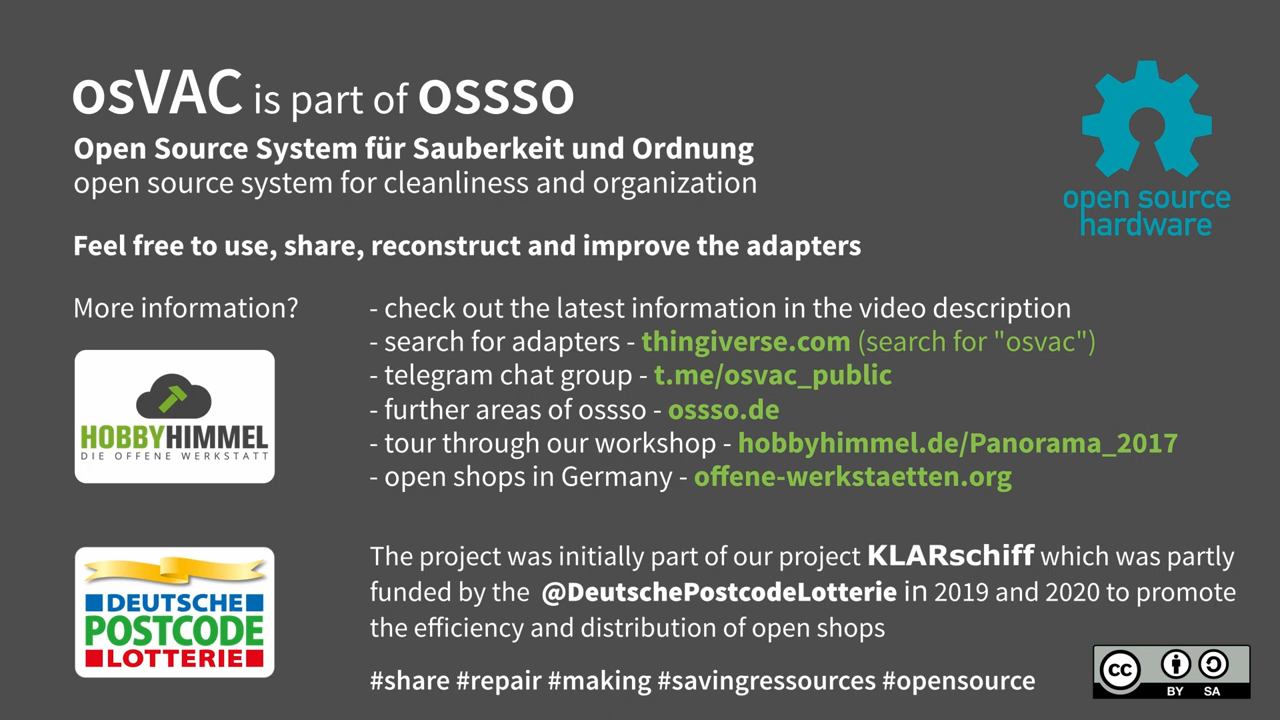 osVAC is part of ossso
Open Source System für Sauberkeit und Ordnung
open source system for cleanliness and organization
open source
hardware
Feel free to use, share, reconstruct and improve the adapters
More information?
- check out the latest information in the video description
- search for adapters - thingiverse.com (search for "osvac")
- telegram chat group - t.me/osvac_public
- further areas of ossso - ossso.de
- tour through our workshop - hobbyhimmel.de/Panorama_2017
- open shops in Germany - offene-werkstaetten.org
HOBBYHIMMEL
DIE OFFENE WERKSTATT
DEUTSCHE
POSTCODE
LOTTERIE
The project was initially part of our project KLARschiff which was partly
funded by the @DeutschePostcodeLotterie in 2019 and 2020 to promote
the efficiency and distribution of open shops
#share #repair #making #savingressources #opensource
cc
BY SA